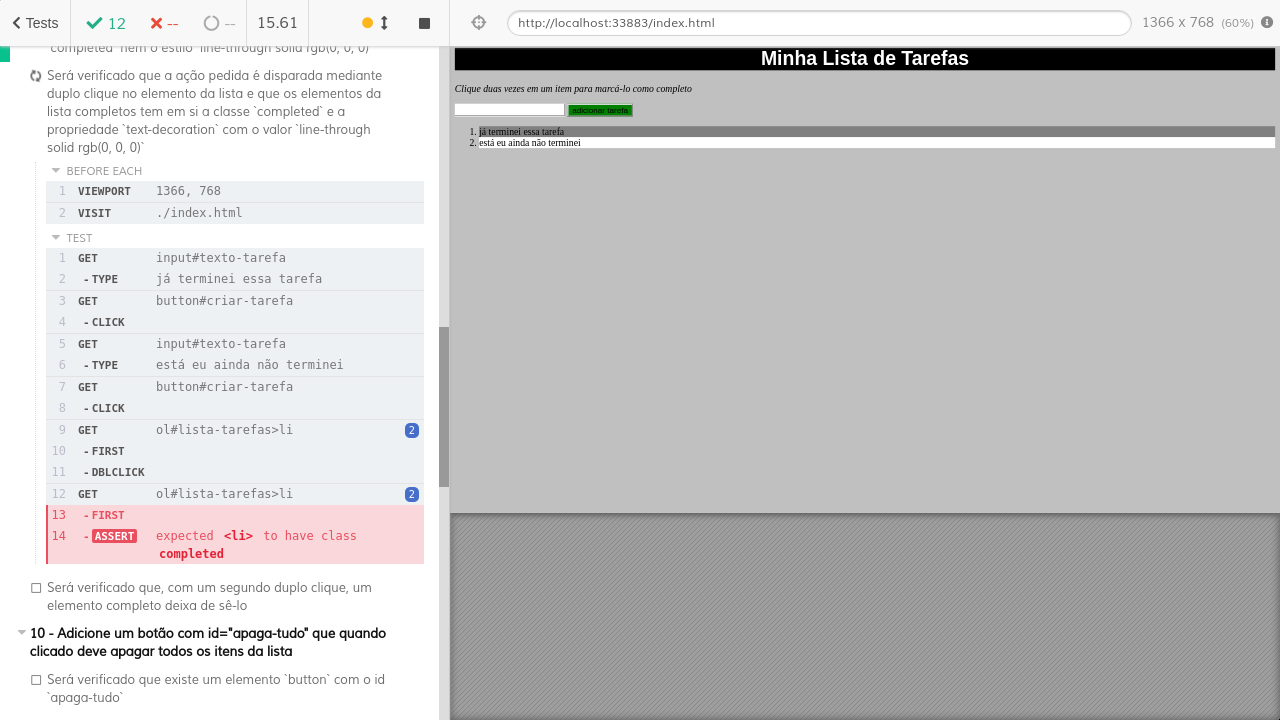 Tests 12 -- -- 15.61
http://localhost:33883/index.html 1366 x 768 (60%)
`completed` nem o estilo `line-through solid rgb(0, 0, 0)`
Será verificado que a ação pedida é disparada mediante
duplo clique no elemento da lista e que os elementos da
lista completos tem em si a classe `completed` e a
propriedade `text-decoration` com o valor `line-through
solid rgb(0, 0, 0)`
BEFORE EACH
1 VIEWPORT 1366, 768
2 VISIT ./index.html
TEST
1 GET input#texto-tarefa
2 -TYPE já terminei essa tarefa
3 GET button#criar-tarefa
4 -CLICK
5 GET input#texto-tarefa
6 -TYPE está eu ainda não terminei
7 GET button#criar-tarefa
8 -CLICK
9 GET ol#lista-tarefas>li 2
10 -FIRST
11 -DBLCLICK
12 GET ol#lista-tarefas>li 2
13 -FIRST
14 -ASSERT expected <li> to have class
completed
Será verificado que, com um segundo duplo clique, um
elemento completo deixa de sê-lo
10 - Adicione um botão com id="apaga-tudo" que quando
clicado deve apagar todos os itens da lista
Será verificado que existe um elemento `button` com o id
`apaga-tudo`
Minha Lista de Tarefas
Clique duas vezes em um item para marcá-lo como completo
adicionar tarefa
1. já terminei essa tarefa
2. está eu ainda não terminei